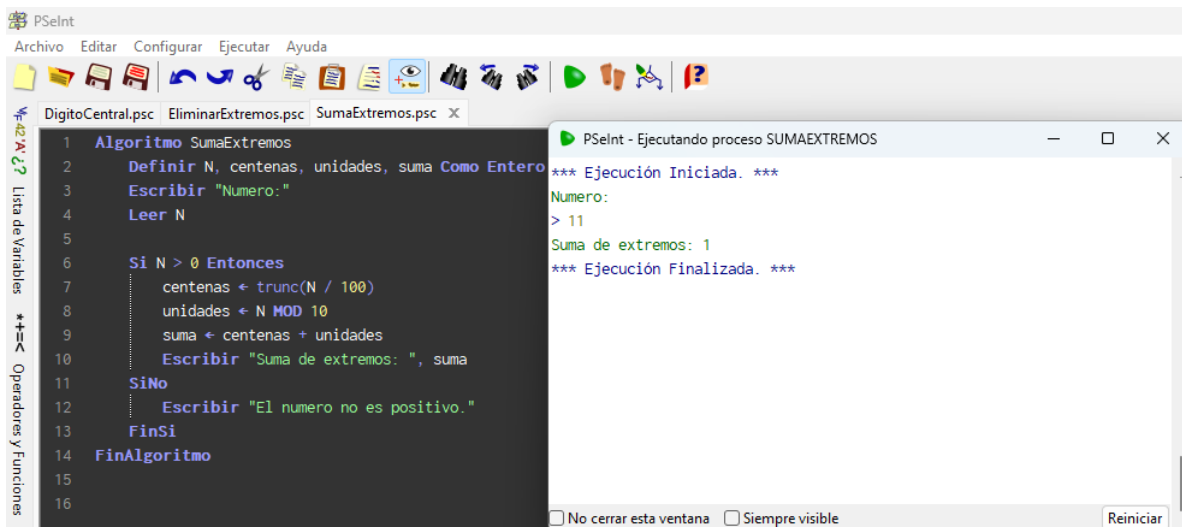 PSeInt
Archivo Editar Configurar Ejecutar Ayuda
DigitoCentral.psc EliminarExtremos.psc SumaExtremos.psc X
42 'A' ¿? Lista de Variables
*+=< Operadores y Funciones
1 Algoritmo SumaExtremos
2 Definir N, centenas, unidades, suma Como Entero
3 Escribir "Numero:"
4 Leer N
5
6 Si N > 0 Entonces
7 centenas ← trunc(N / 100)
8 unidades ← N MOD 10
9 suma ← centenas + unidades
10 Escribir "Suma de extremos: ", suma
11 SiNo
12 Escribir "El numero no es positivo."
13 FinSi
14 FinAlgoritmo
15
16
PSeInt - Ejecutando proceso SUMAEXTREMOS
*** Ejecución Iniciada. ***
Numero:
> 11
Suma de extremos: 1
*** Ejecución Finalizada. ***
No cerrar esta ventana Siempre visible Reiniciar